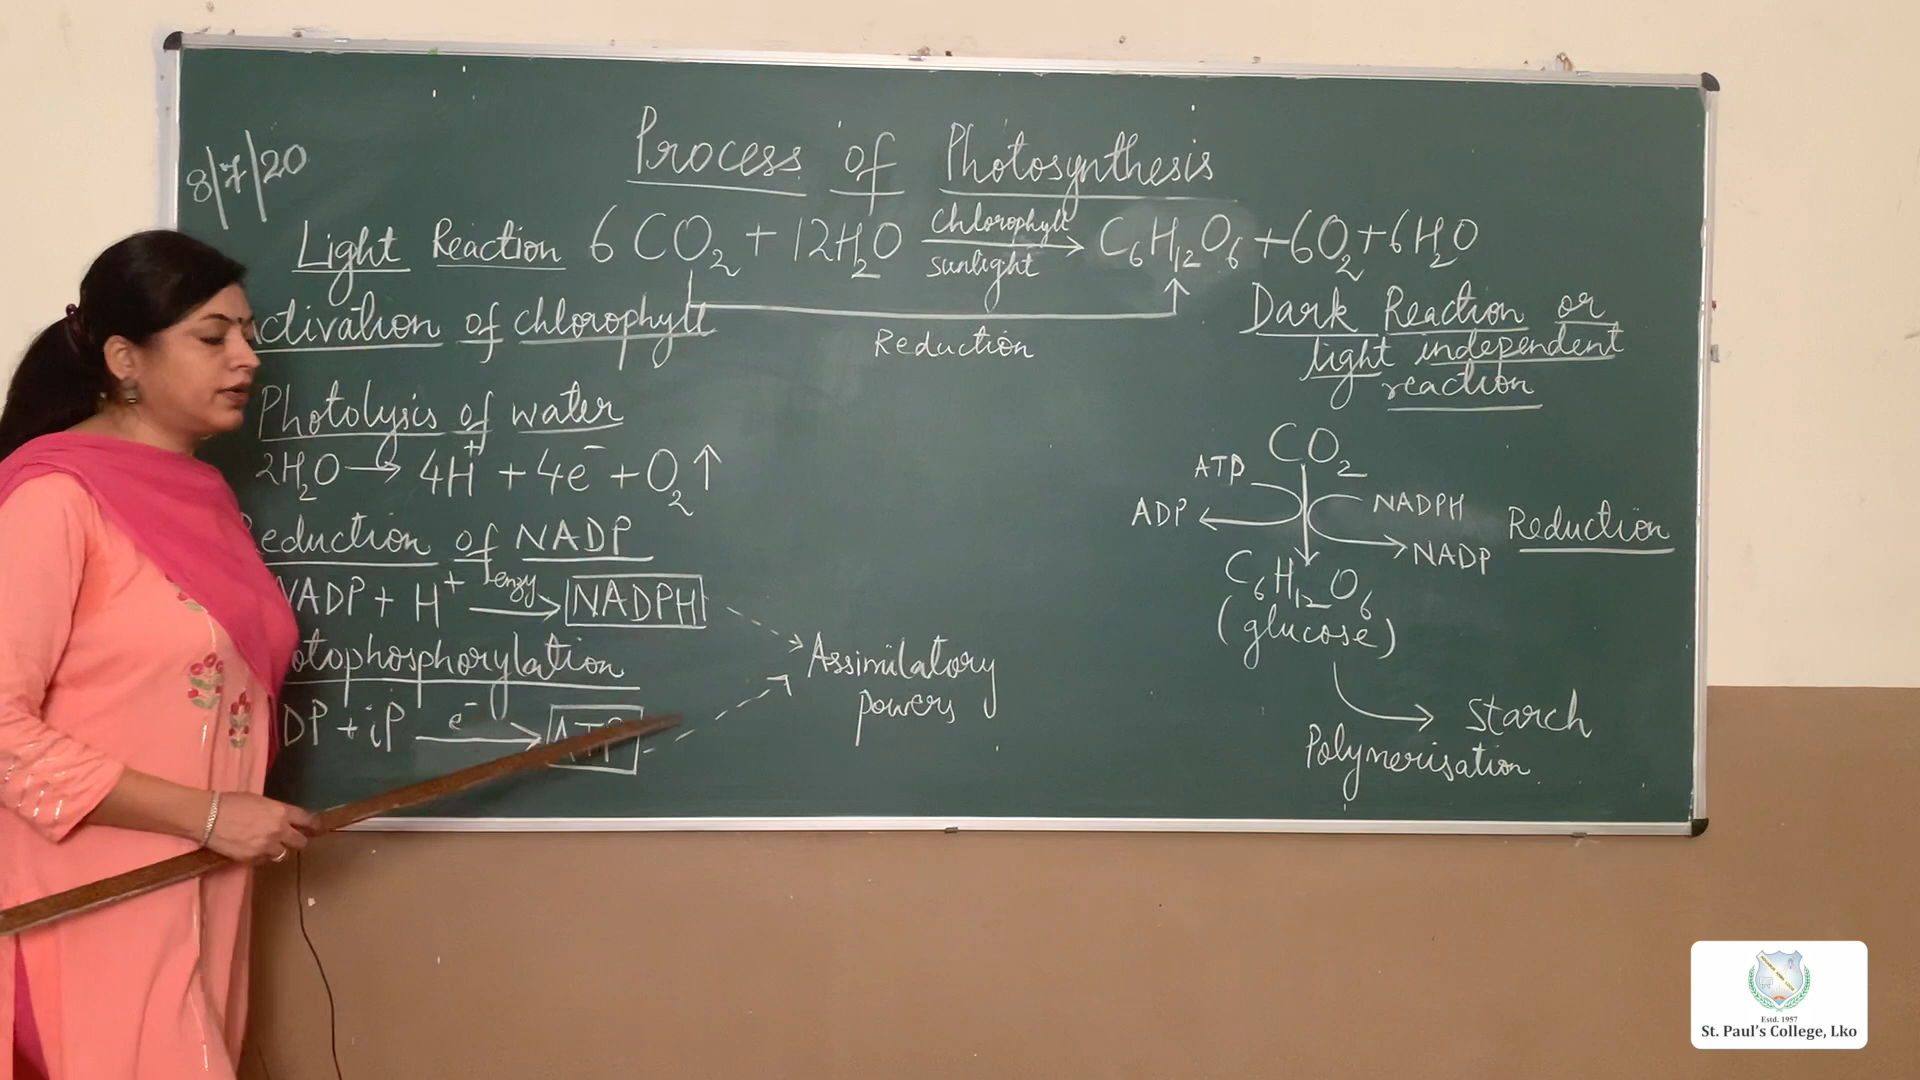 Process of Photosynthesis
8/7/20
Light Reaction
6CO2 + 12H2O Chlorophyll sunlight → C6H12O6 + 6O2 + 6H2O
Reduction
ctivation of chlorophyll
Photolysis of water
2H2O → 4H+ + 4e- + O2 ↑
eduction of NADP
NADP + H+ enzy → NADPH
otophosphorylation
DP + iP e- → ATP
Assimilatory
powers
Dark Reaction or
light independent
reaction
CO2
ATP
ADP
NADPH
NADP
Reduction
C6H12O6
(glucose)
Starch
Polymerisation
Estd. 1957
St. Paul's College, Lko